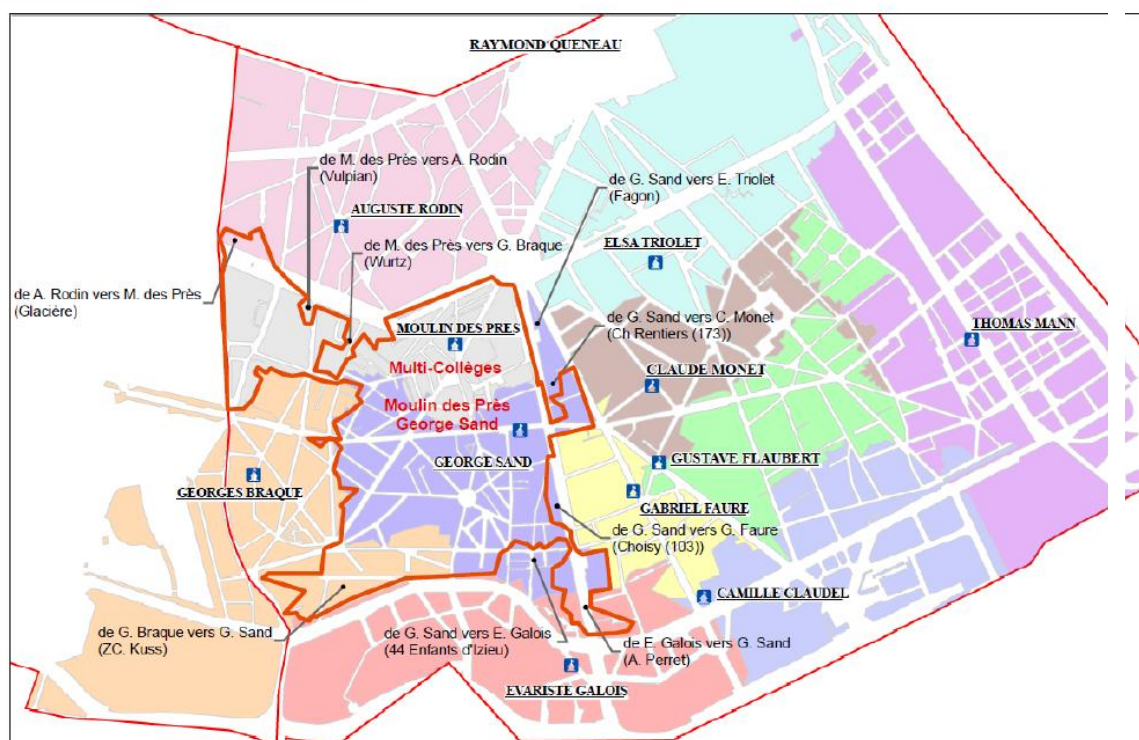 RAYMOND QUENEAU
de M. des Près vers A. Rodin
(Vulpian)
de G. Sand vers E. Triolet
(Fagon)
AUGUSTE RODIN
de M. des Près vers G. Braque
(Wurtz)
ELSA TRIOLET
de A. Rodin vers M. des Près
(Glacière)
de G. Sand vers C. Monet
(Ch Rentiers (173))
MOULIN DES PRES
THOMAS MANN
Multi-Collèges
CLAUDE MONET
Moulin des Près
George Sand
GEORGE SAND
GUSTAVE FLAUBERT
GEORGES BRAQUE
GABRIEL FAURE
de G. Sand vers G. Faure
(Choisy (103))
CAMILLE CLAUDEL
de G. Braque vers G. Sand
(ZC. Kuss)
de G. Sand vers E. Galois
(44 Enfants d'Izieu)
de E. Galois vers G. Sand
(A. Perret)
EVARISTE GALOIS